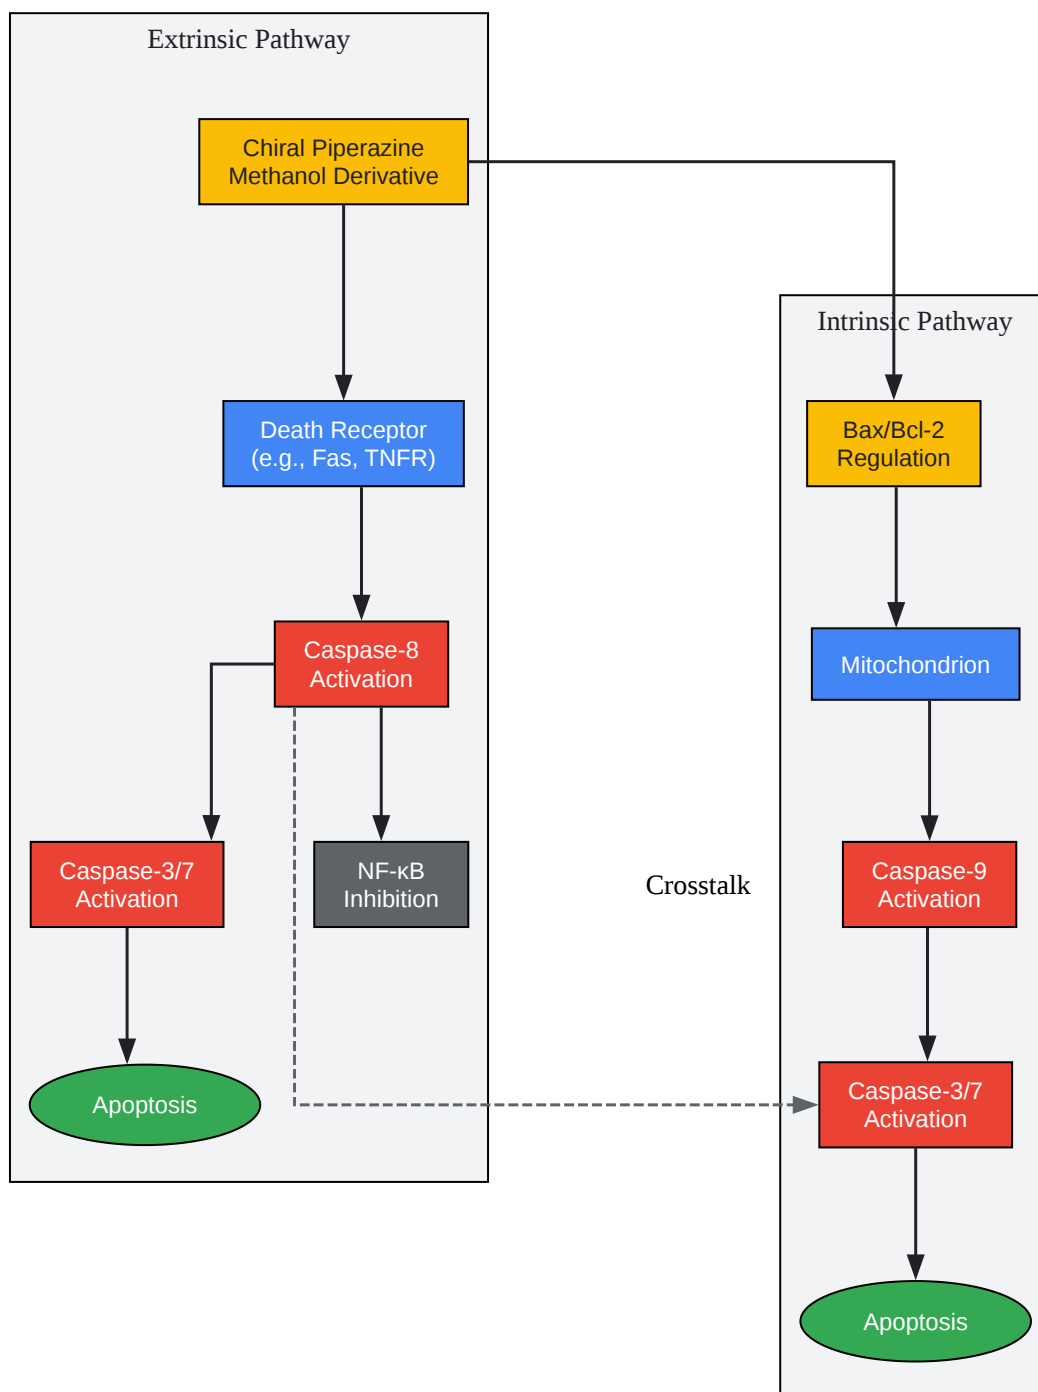 Extrinsic Pathway
Chiral Piperazine
Methanol Derivative
Death Receptor
(e.g., Fas, TNFR)
Caspase-8
Activation
Caspase-3/7
Activation
NF-κB
Inhibition
Apoptosis
Crosstalk
Intrinsic Pathway
Bax/Bcl-2
Regulation
Mitochondrion
Caspase-9
Activation
Caspase-3/7
Activation
Apoptosis